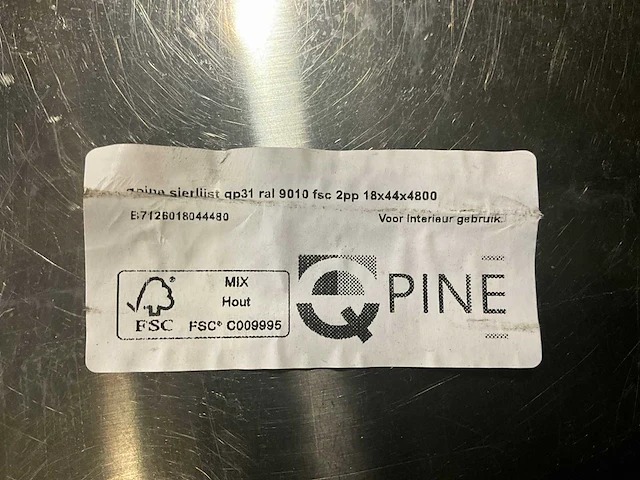 qpine sierlijst qp31 ral 9010 fsc 2pp 18x44x4800
E:7126018044480
Voor interieur gebruik.
MIX
Hout
FSC
FSC® C009995
Q PINE